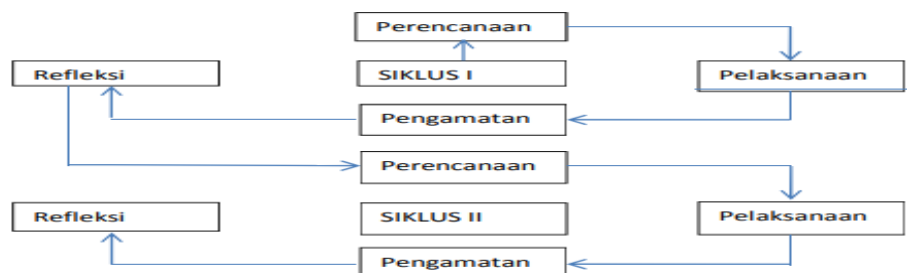 Perencanaan
Refleksi
SIKLUS I
Pelaksanaan
Pengamatan
Perencanaan
Refleksi
SIKLUS II
Pelaksanaan
Pengamatan